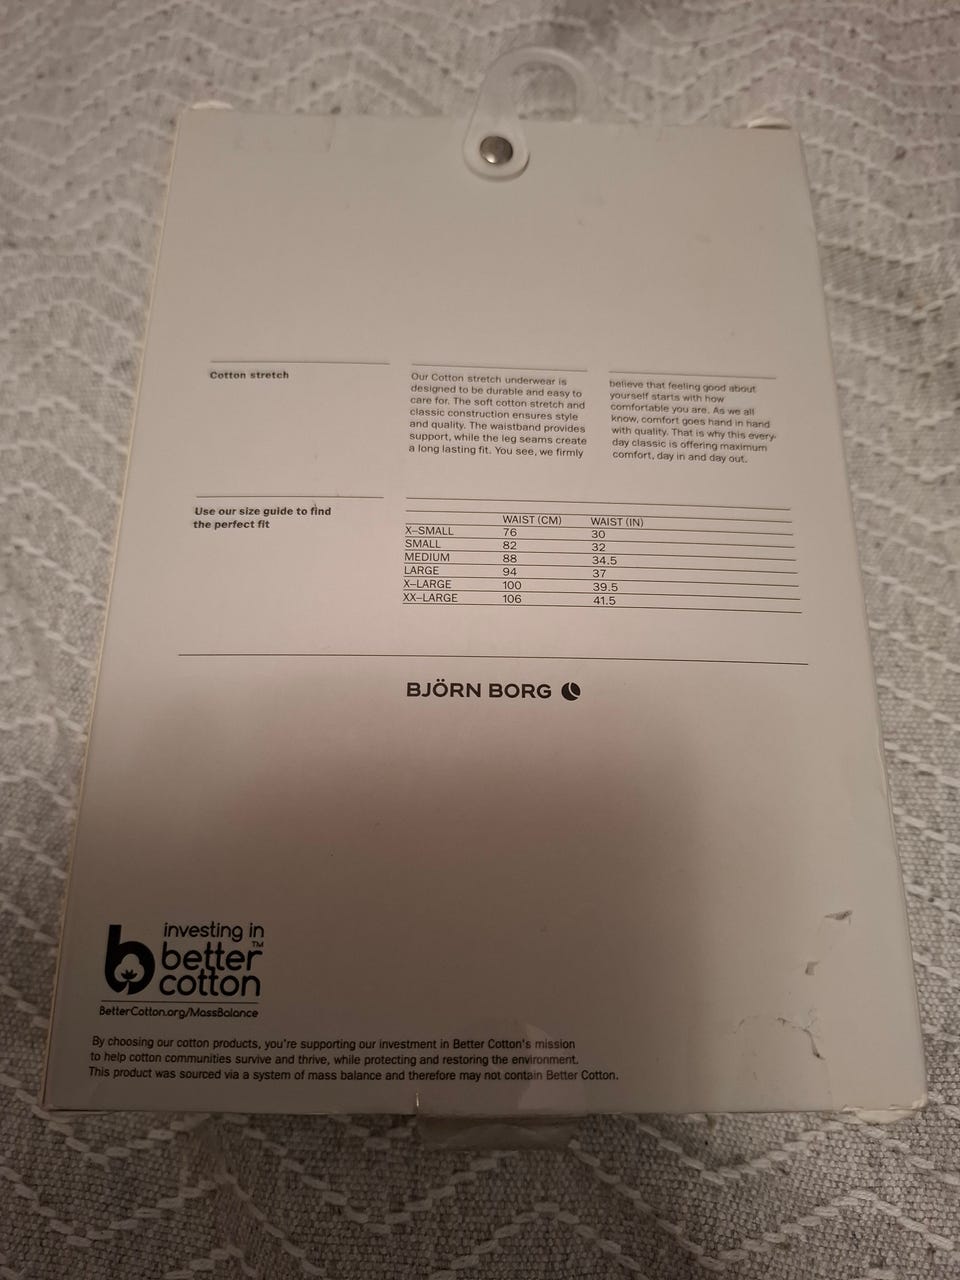 Cotton stretch
Our Cotton stretch underwear is
designed to be durable and easy to
care for. The soft cotton stretch and
classic construction ensures style
and quality. The waistband provides
support, while the leg seams create
a long lasting fit. You see, we firmly
believe that feeling good about
yourself starts with how
comfortable you are. As we all
know, comfort goes hand in hand
with quality. That is why this every-
day classic is offering maximum
comfort, day in and day out.
Use our size guide to find
the perfect fit
WAIST (CM) WAIST (IN)
X–SMALL 76 30
SMALL 82 32
MEDIUM 88 34.5
LARGE 94 37
X–LARGE 100 39.5
XX–LARGE 106 41.5
BJÖRN BORG
investing in
better™
cotton
BetterCotton.org/MassBalance
By choosing our cotton products, you're supporting our investment in Better Cotton's mission
to help cotton communities survive and thrive, while protecting and restoring the environment.
This product was sourced via a system of mass balance and therefore may not contain Better Cotton.